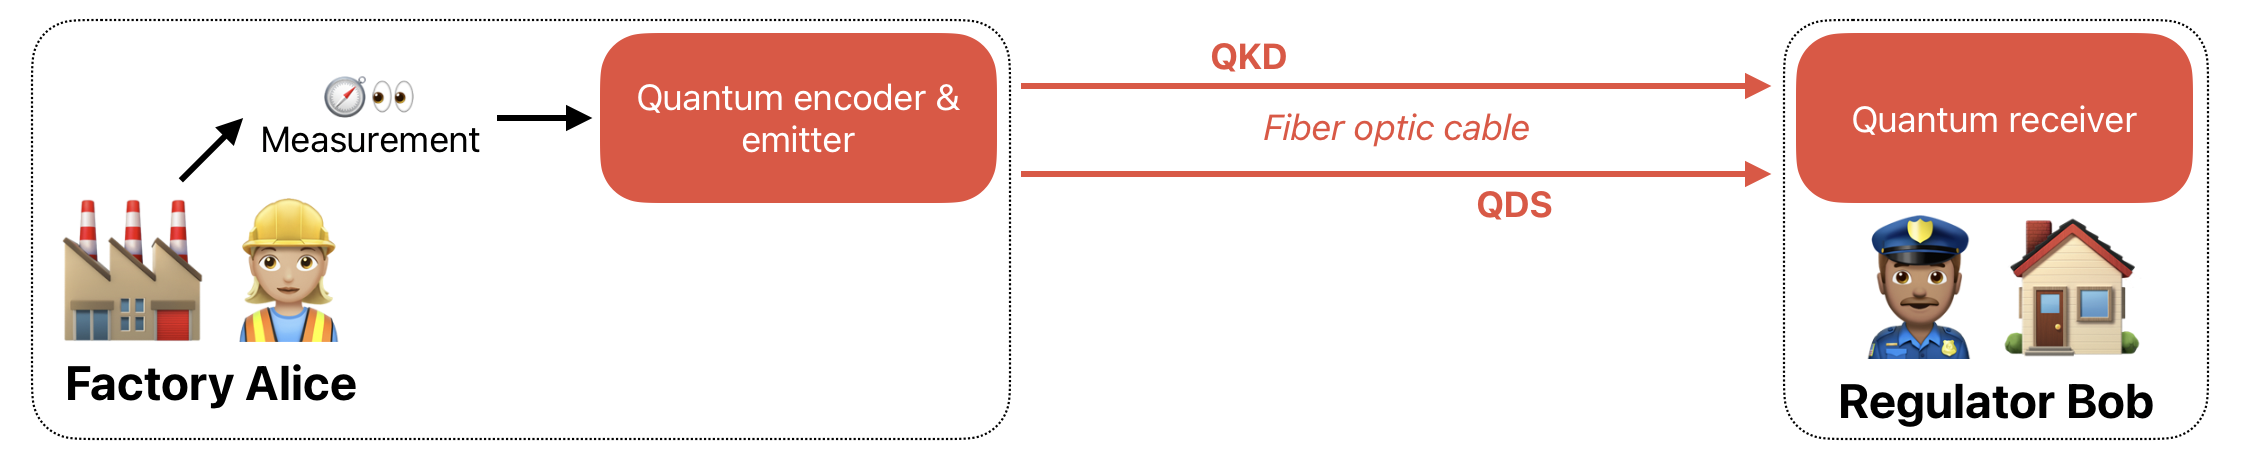 Measurement
Quantum encoder &
emitter
QKD
Fiber optic cable
QDS
Quantum receiver
Factory Alice
Regulator Bob